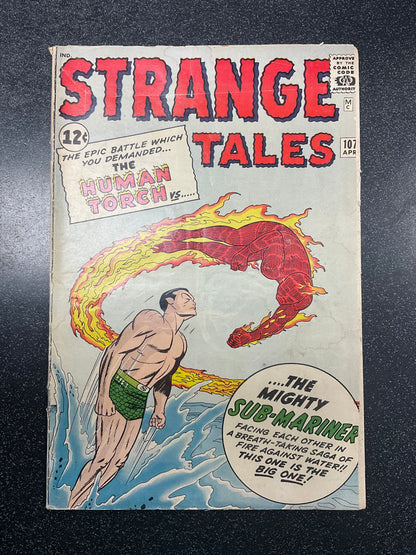 IND.
STRANGE
TALES
APPROVED
BY THE
COMIC
CODE
AUTHORITY
M
C
107
APR.
12¢
THE EPIC BATTLE WHICH
YOU DEMANDED...
THE
HUMAN
TORCH
VS.....
...THE
MIGHTY
SUB-MARINER
FACING EACH OTHER IN
A BREATH-TAKING SAGA OF
FIRE AGAINST WATER!!
THIS ONE IS THE
BIG ONE!